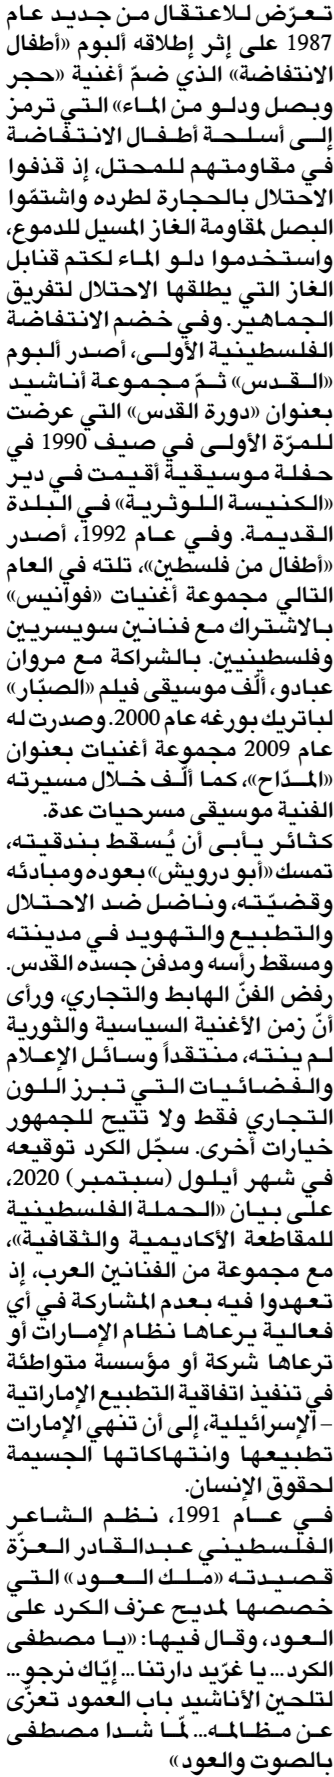 تعرّض للاعتقال من جديد عام
1987 على إثر إطلاقه ألبوم «أطفال
الانتفاضة» الذي ضمّ أغنية «حجر
وبصل ودلو من الماء» التي ترمز
إلى أسلحة أطفال الانتفاضة
في مقاومتهم للمحتل، إذ قذفوا
الاحتلال بالحجارة لطرده واشتمّوا
البصل لمقاومة الغاز المسيل للدموع،
واستخدموا دلو الماء لكتم قنابل
الغاز التي يطلقها الاحتلال لتفريق
الجماهير. وفي خضم الانتفاضة
الفلسطينية الأولى، أصدر ألبوم
«القدس» ثمّ مجموعة أناشيد
بعنوان «دورة القدس» التي عرضت
للمرّة الأولى في صيف 1990 في
حفلة موسيقية أقيمت في دير
«الكنيسة اللوثرية» في البلدة
القديمة. وفي عام 1992، أصدر
«أطفال من فلسطين»، تلته في العام
التالي مجموعة أغنيات «فوانيس»
بالاشتراك مع فنانين سويسريين
وفلسطينيين. بالشراكة مع مروان
عبادو، ألّف موسيقى فيلم «الصبّار»
لباتريك بورغه عام 2000. وصدرت له
عام 2009 مجموعة أغنيات بعنوان
«المدّاح»، كما ألّف خلال مسيرته
الفنية موسيقى مسرحيات عدة.
كثائر يأبى أن يُسقط بندقيته،
تمسك «أبو درويش» بعوده ومبادئه
وقضيّته، وناضل ضد الاحتلال
والتطبيع والتهويد في مدينته
ومسقط رأسه ومدفن جسده القدس.
رفض الفنّ الهابط والتجاري، ورأى
أنّ زمن الأغنية السياسية والثورية
لم ينته، منتقداً وسائل الإعلام
والفضائيات التي تبرز اللون
التجاري فقط ولا تتيح للجمهور
خيارات أخرى. سجّل الكرد توقيعه
في شهر أيلول (سبتمبر) 2020،
على بيان «الحملة الفلسطينية
للمقاطعة الأكاديمية والثقافية»،
مع مجموعة من الفنانين العرب، إذ
تعهدوا فيه بعدم المشاركة في أي
فعالية يرعاها نظام الإمارات أو
ترعاها شركة أو مؤسسة متواطئة
في تنفيذ اتفاقية التطبيع الإماراتية
– الإسرائيلية، إلى أن تنهي الإمارات
تطبيعها وانتهاكاتها الجسيمة
لحقوق الإنسان.
في عام 1991، نظم الشاعر
الفلسطيني عبدالقادر العزّة
قصيدته «ملك العود» التي
خصصها لمديح عزف الكرد على
العود، وقال فيها: «يا مصطفى
الكرد... يا غرّيد دارتنا... إيّاك نرجو...
لتلحين الأناشيد باب العمود تعزّى
عن مظالمه... لمّا شدا مصطفى
بالصوت والعود»